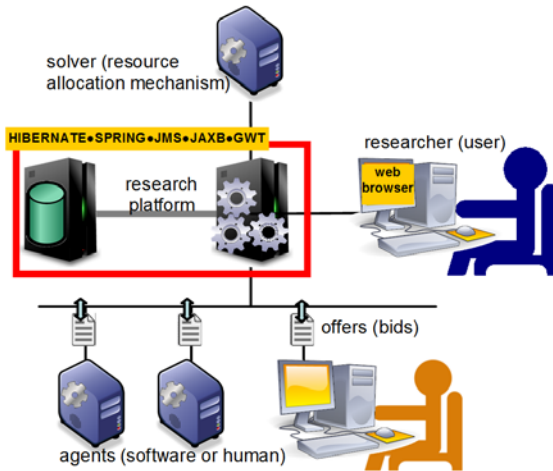 solver (resource
allocation mechanism)
HIBERNATE●SPRING●JMS●JAXB●GWT
researcher (user)
web
browser
research
platform
offers (bids)
agents (software or human)